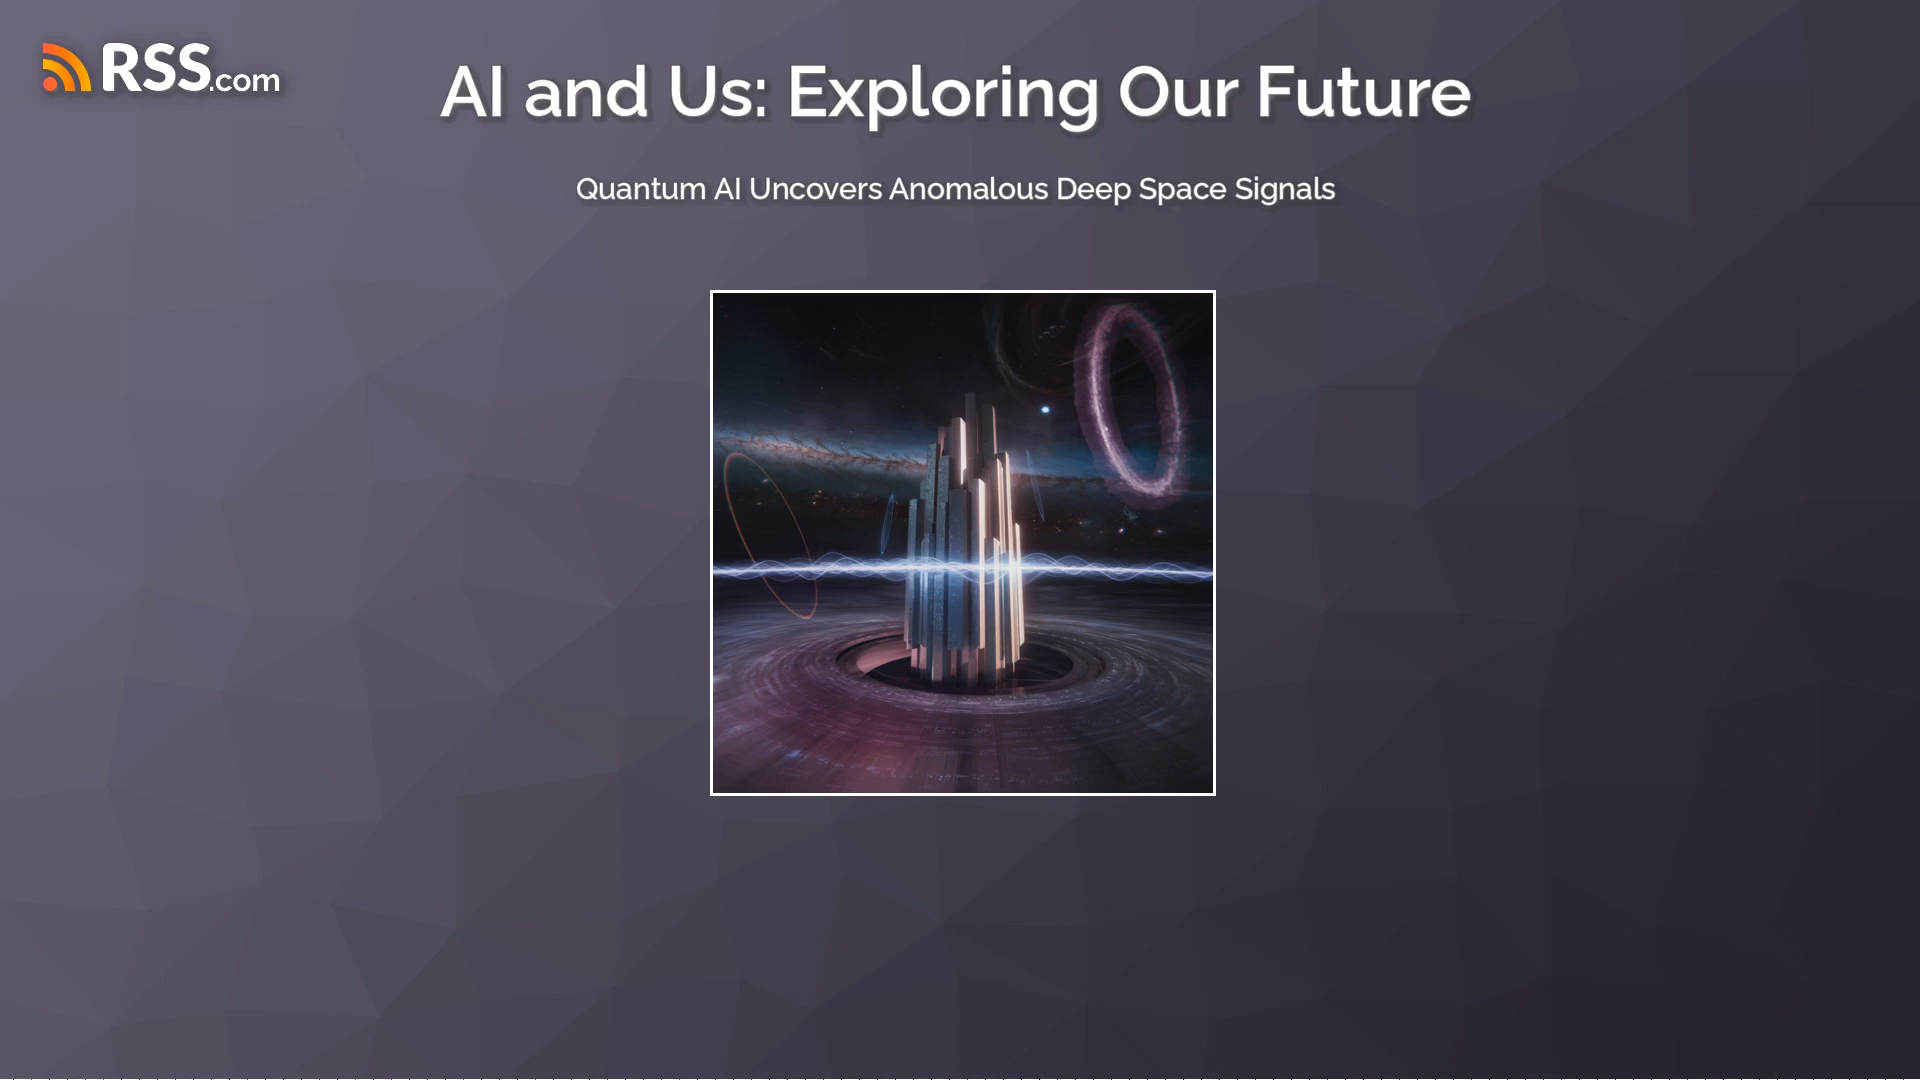 RSS.com
AI and Us: Exploring Our Future
Quantum AI Uncovers Anomalous Deep Space Signals